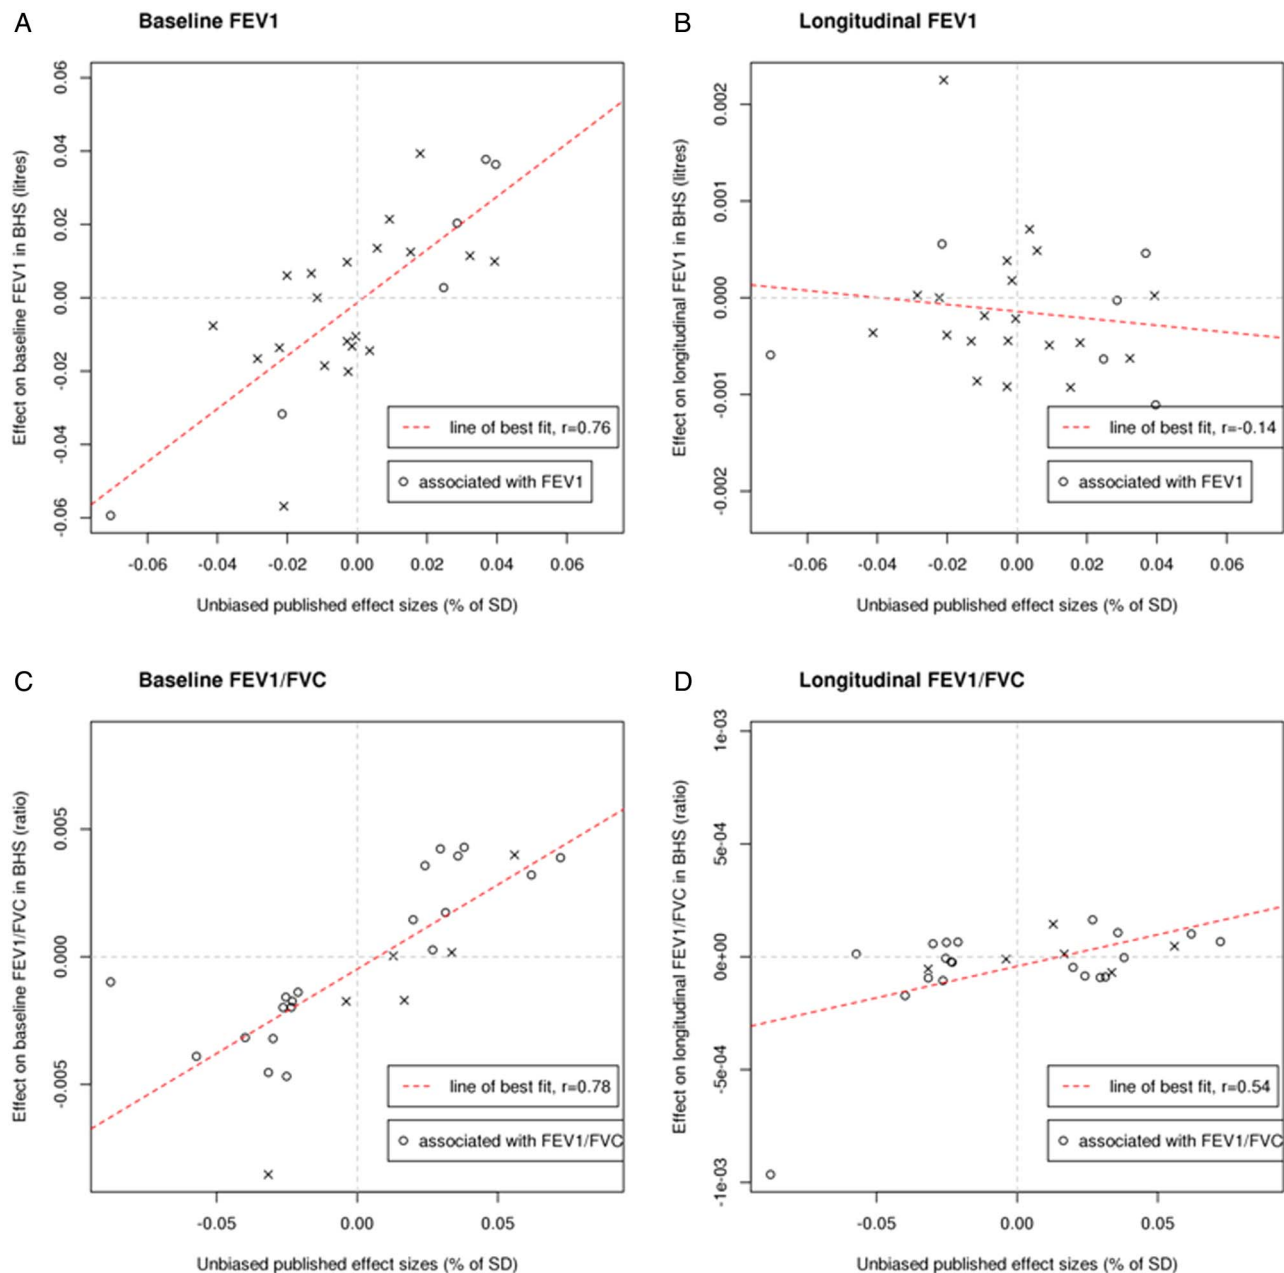 A
Baseline FEV1
Effect on baseline FEV1 in BHS (litres)
0.06
0.04
0.02
0.00
-0.02
-0.04
-0.06
line of best fit, r=0.76
associated with FEV1
-0.06 -0.04 -0.02 0.00 0.02 0.04 0.06
Unbiased published effect sizes (% of SD)
B
Longitudinal FEV1
Effect on longitudinal FEV1 in BHS (litres)
0.002
0.001
0.000
-0.001
-0.002
line of best fit, r=-0.14
associated with FEV1
-0.06 -0.04 -0.02 0.00 0.02 0.04 0.06
Unbiased published effect sizes (% of SD)
C
Baseline FEV1/FVC
Effect on baseline FEV1/FVC in BHS (ratio)
0.005
0.000
-0.005
line of best fit, r=0.78
associated with FEV1/FVC
-0.05 0.00 0.05
Unbiased published effect sizes (% of SD)
D
Longitudinal FEV1/FVC
Effect on longitudinal FEV1/FVC in BHS (ratio)
1e-03
5e-04
0e+00
-5e-04
-1e-03
line of best fit, r=0.54
associated with FEV1/FVC
-0.05 0.00 0.05
Unbiased published effect sizes (% of SD)